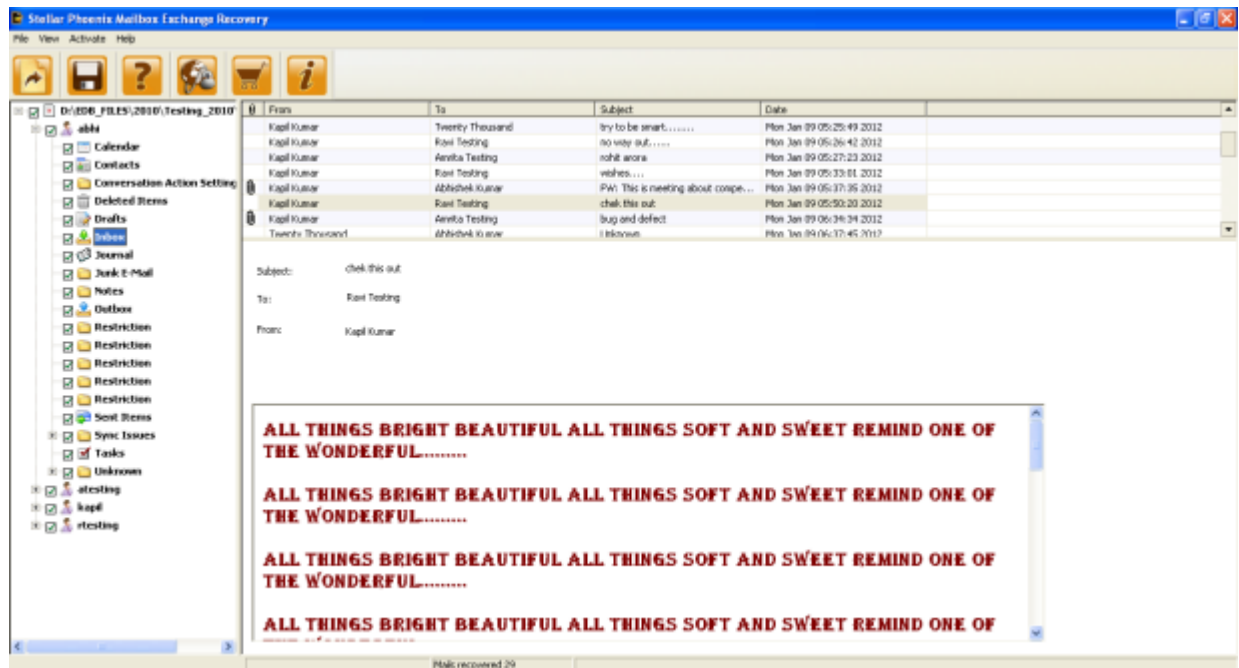 Stellar Phoenix Mailbox Exchange Recovery
File View Activate Help
D:\EDB_FILES\2010\Testing_2010'
abhi
Calendar
Contacts
Conversation Action Setting
Deleted Items
Drafts
Inbox
Journal
Junk E-Mail
Notes
Outbox
Restriction
Restriction
Restriction
Restriction
Restriction
Sent Items
Sync Issues
Tasks
Unknown
atesting
kapil
rtesting
From To Subject Date
Kapil Kumar Twenty Thousand try to be smart........ Mon Jan 09 05:25:49 2012
Kapil Kumar Ravi Testing no way out...... Mon Jan 09 05:26:42 2012
Kapil Kumar Amrita Testing rohit arora Mon Jan 09 05:27:23 2012
Kapil Kumar Ravi Testing wishes.... Mon Jan 09 05:33:01 2012
Kapil Kumar Abhishek Kumar FW: This is meeting about compe... Mon Jan 09 05:37:35 2012
Kapil Kumar Ravi Testing chek this out Mon Jan 09 05:50:20 2012
Kapil Kumar Amrita Testing bug and defect Mon Jan 09 06:34:34 2012
Twenty Thousand Abhishek Kumar Unknown Mon Jan 09 06:37:45 2012
Subject: chek this out
To: Ravi Testing
From: Kapil Kumar
ALL THINGS BRIGHT BEAUTIFUL ALL THINGS SOFT AND SWEET REMIND ONE OF
THE WONDERFUL.........
ALL THINGS BRIGHT BEAUTIFUL ALL THINGS SOFT AND SWEET REMIND ONE OF
THE WONDERFUL.........
ALL THINGS BRIGHT BEAUTIFUL ALL THINGS SOFT AND SWEET REMIND ONE OF
THE WONDERFUL.........
ALL THINGS BRIGHT BEAUTIFUL ALL THINGS SOFT AND SWEET REMIND ONE OF
Mails recovered 29